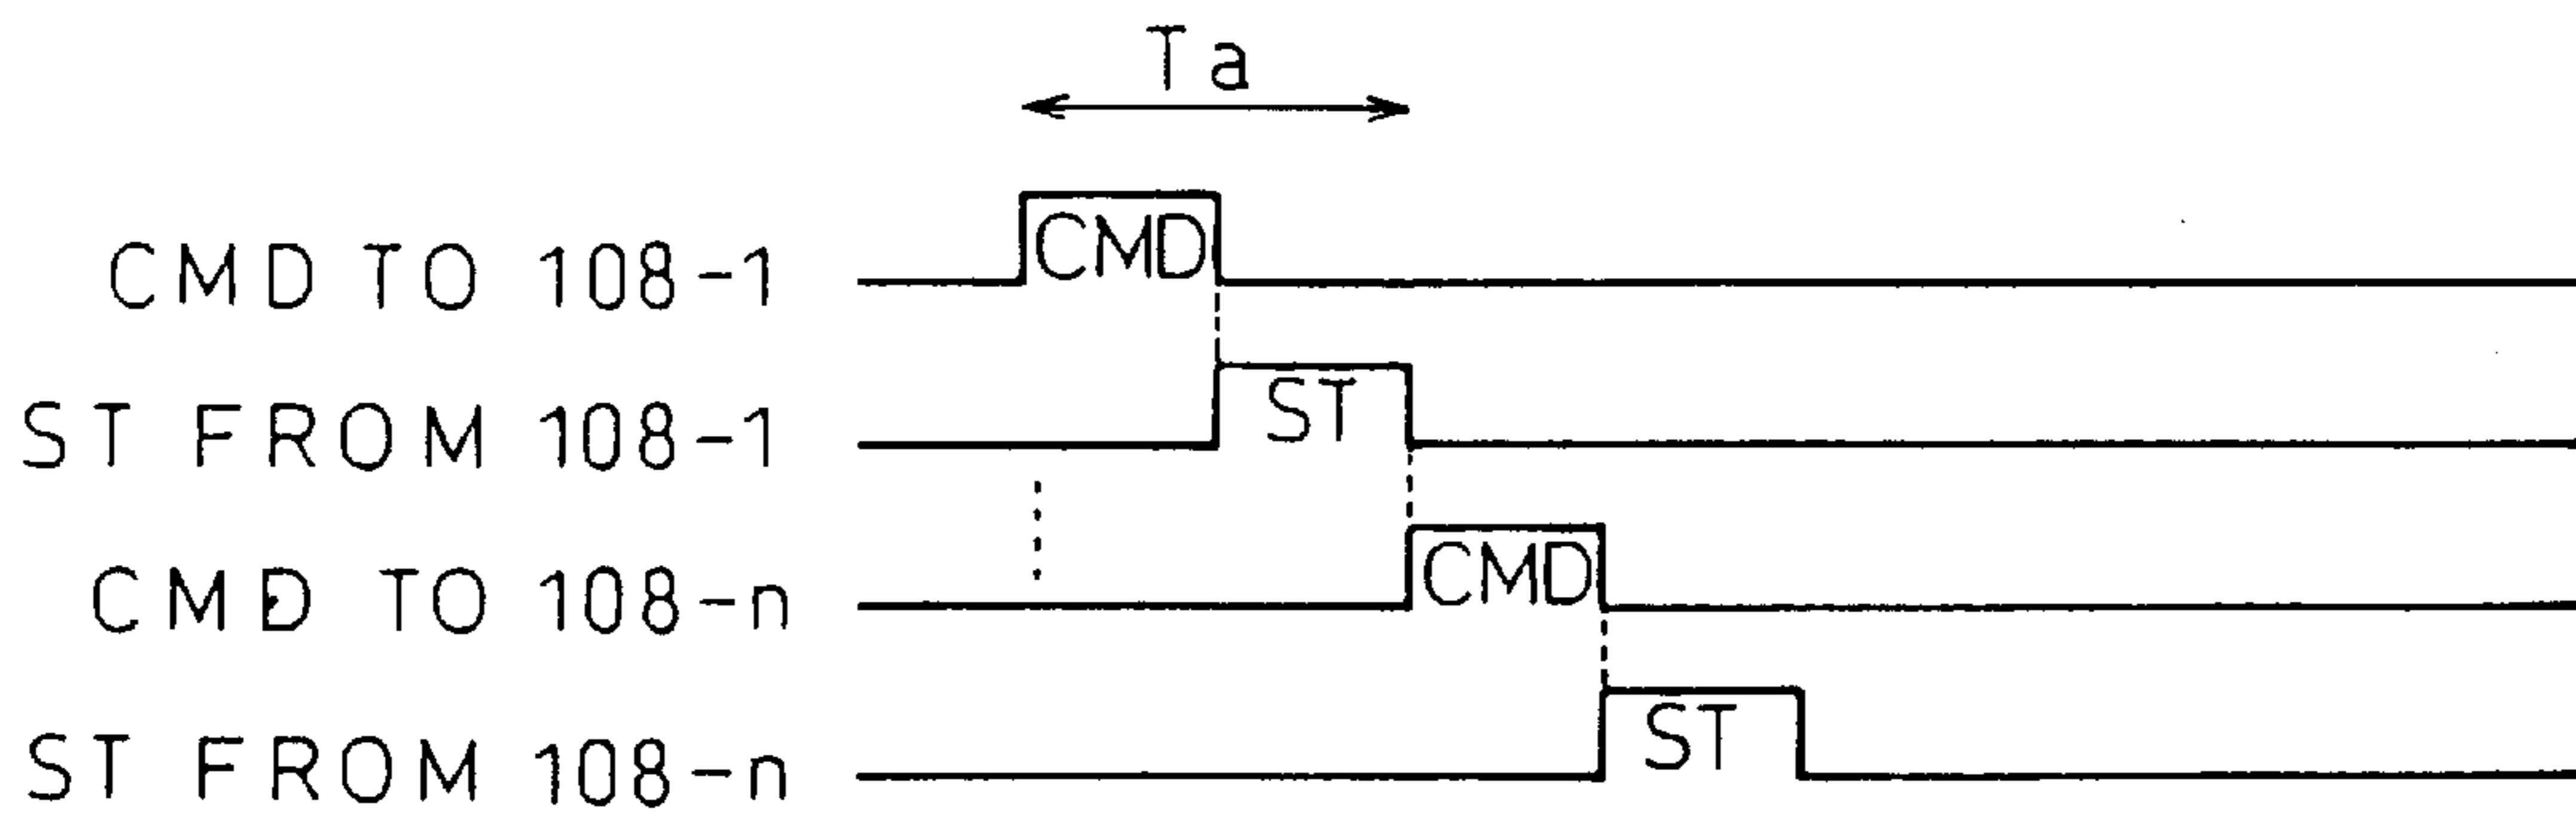 Ta
CMD TO 108-1 CMD
ST FROM 108-1 ST
CMD TO 108-n CMD
ST FROM 108-n ST